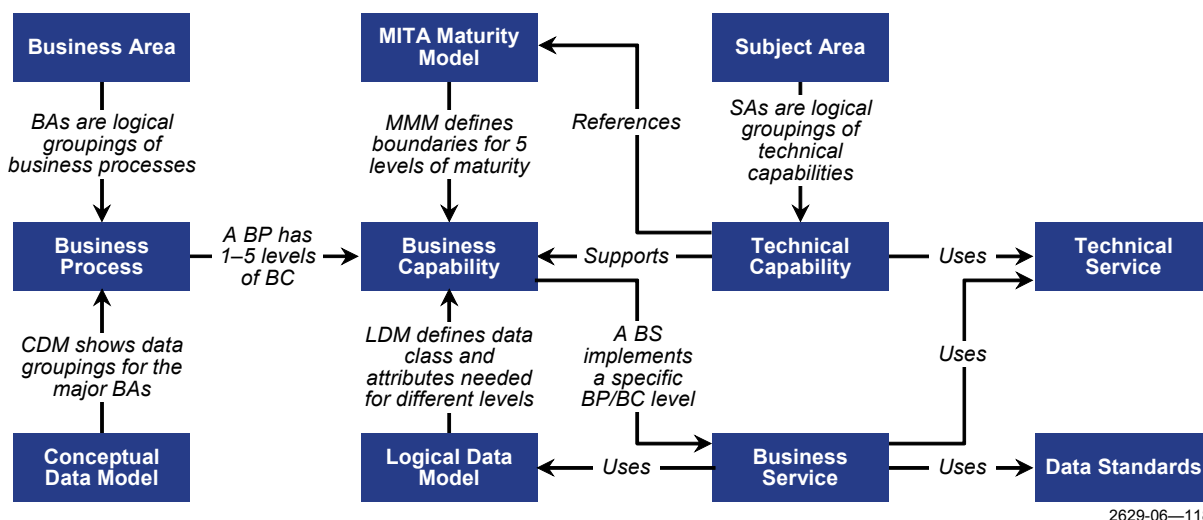 Business Area
MITA Maturity
Model
Subject Area
BAs are logical
groupings of
business processes
MMM defines
boundaries for 5
levels of maturity
References
SAs are logical
groupings of
technical
capabilities
Business
Process
A BP has
1–5 levels
of BC
Business
Capability
Supports
Technical
Capability
Uses
Technical
Service
CDM shows data
groupings for the
major BAs
LDM defines data
class and
attributes needed
for different levels
A BS
implements
a specific
BP/BC level
Uses
Conceptual
Data Model
Logical Data
Model
Uses
Business
Service
Uses
Data Standards
2629-06—11